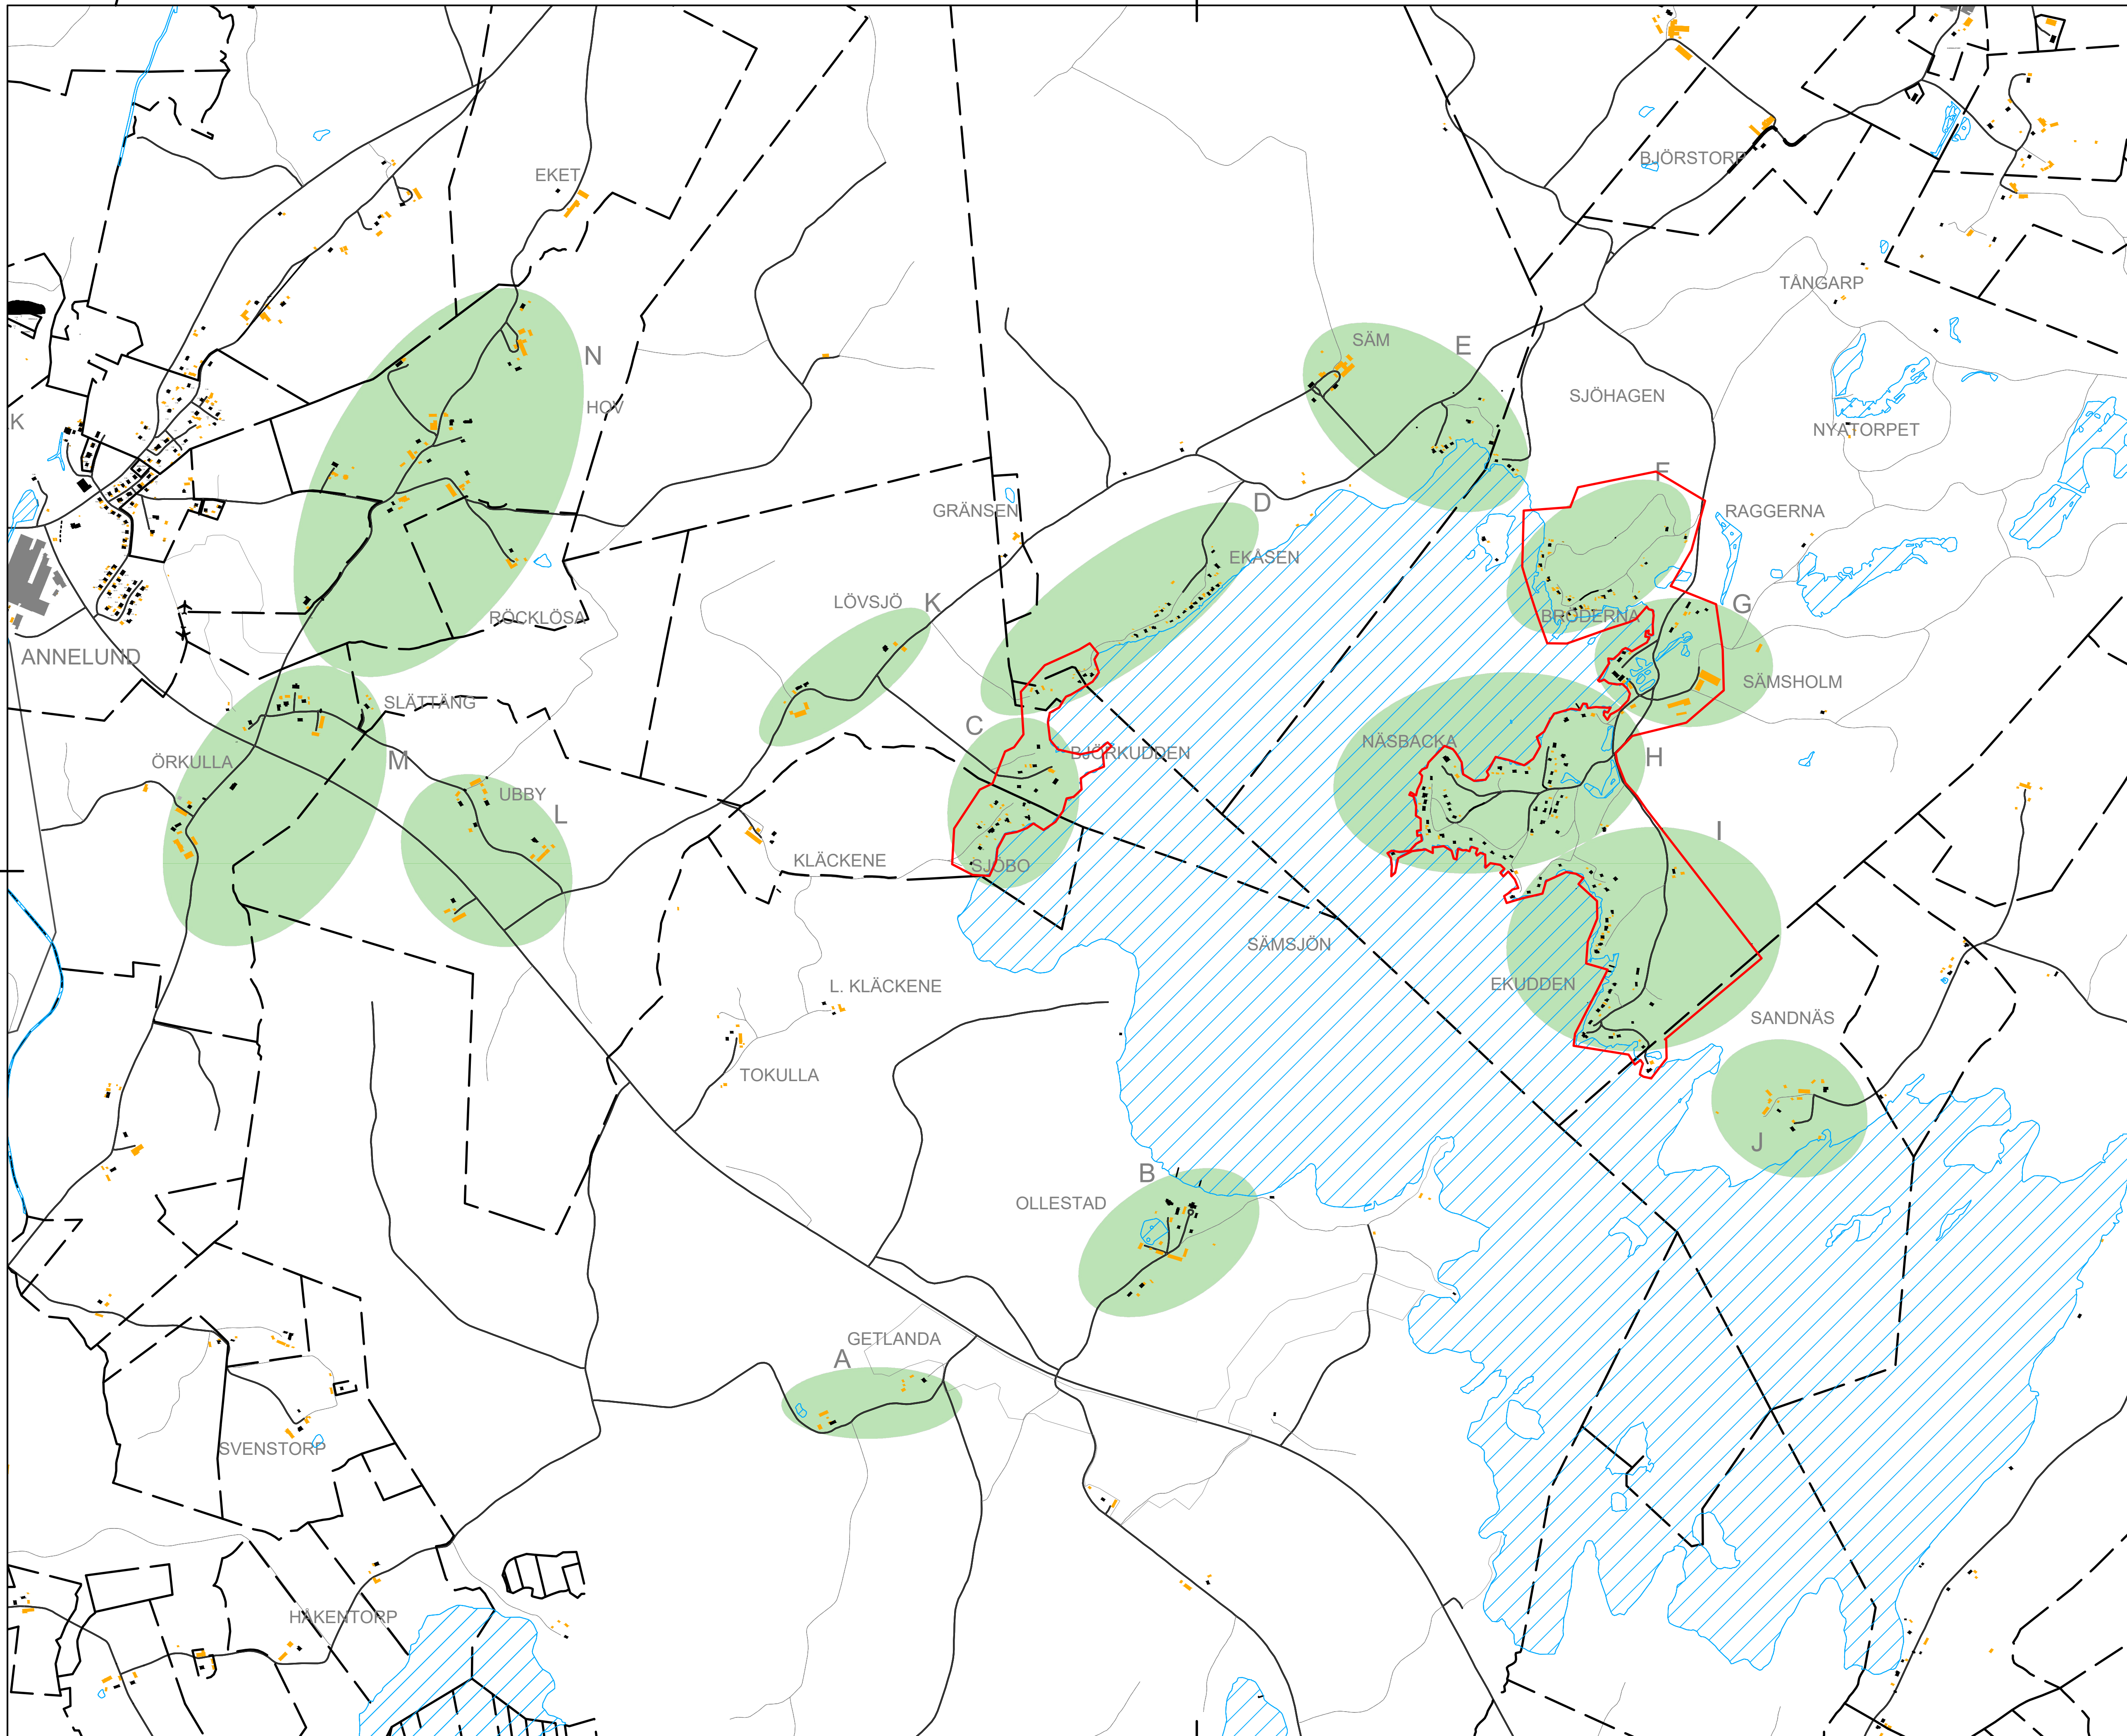 BJÖRSTORP
EKET
TÅNGARP
SÄM
E
N
SJÖHAGEN
HOV
K
NYATORPET
F
D
GRÄNSEN
RAGGERNA
EKÅSEN
LÖVSJÖ
K
G
RÖCKLÖSA
BRÖDERNA
ANNELUND
SÄMSHOLM
SLÄTTÄNG
C
NÄSBACKA
BJÖRKUDDEN
H
ÖRKULLA
M
UBBY
L
I
KLÄCKENE
SJÖBO
SÄMSJÖN
EKUDDEN
L. KLÄCKENE
SANDNÄS
TOKULLA
J
B
OLLESTAD
GETLANDA
A
SVENSTORP
HÅKENTORP